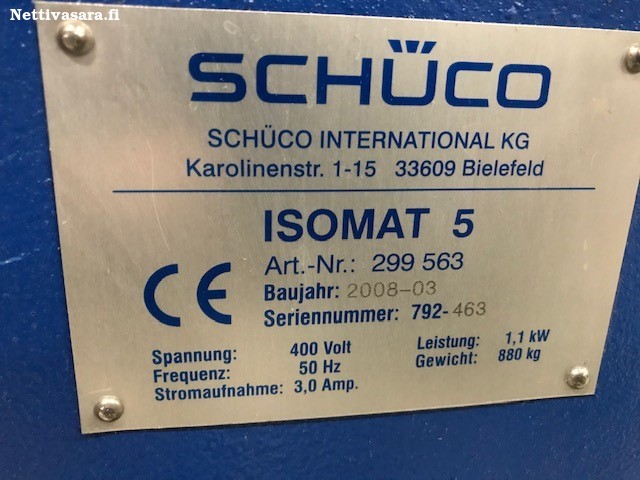 Nettivasara.fi
SCHÜCO
SCHÜCO INTERNATIONAL KG
Karolinenstr. 1-15 33609 Bielefeld
ISOMAT 5
CE
Art.-Nr.: 299 563
Baujahr: 2008-03
Seriennummer: 792-463
Spannung: 400 Volt
Frequenz: 50 Hz
Stromaufnahme: 3,0 Amp.
Leistung: 1,1 kW
Gewicht: 880 kg